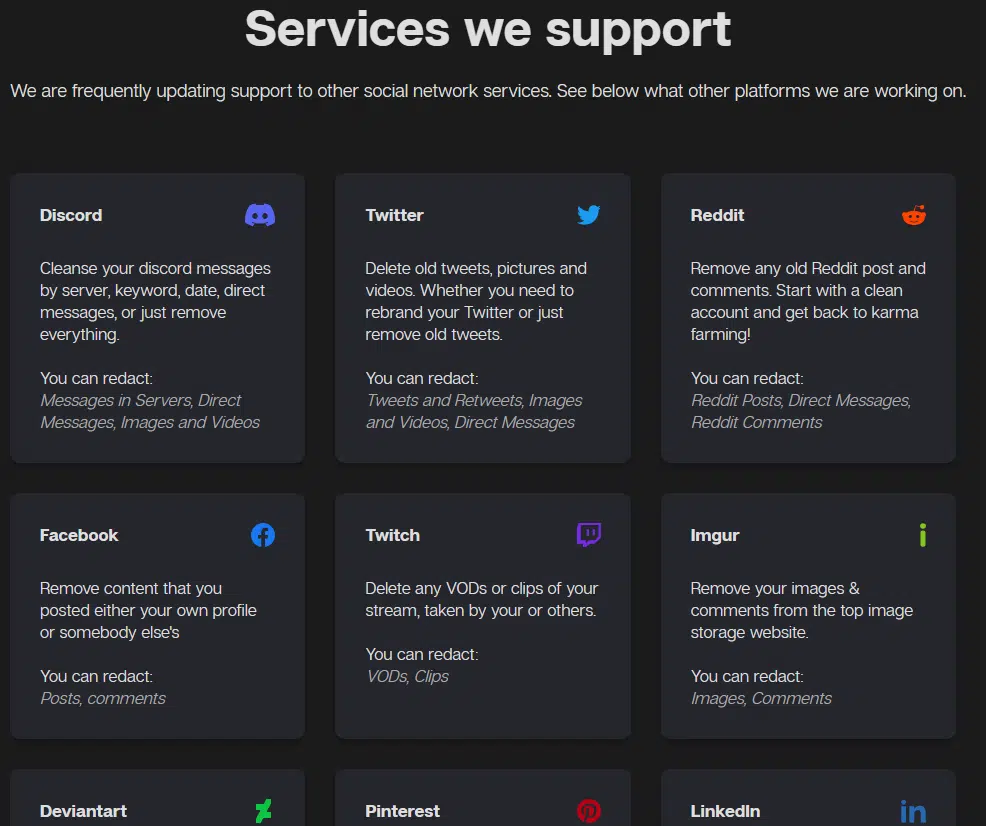 Services we support
We are frequently updating support to other social network services. See below what other platforms we are working on.
Discord
Cleanse your discord messages
by server, keyword, date, direct
messages, or just remove
everything.
You can redact:
Messages in Servers, Direct
Messages, Images and Videos
Twitter
Delete old tweets, pictures and
videos. Whether you need to
rebrand your Twitter or just
remove old tweets.
You can redact:
Tweets and Retweets, Images
and Videos, Direct Messages
Reddit
Remove any old Reddit post and
comments. Start with a clean
account and get back to karma
farming!
You can redact:
Reddit Posts, Direct Messages,
Reddit Comments
Facebook
Remove content that you
posted either your own profile
or somebody else's
You can redact:
Posts, comments
Twitch
Delete any VODs or clips of your
stream, taken by your or others.
You can redact:
VODs, Clips
Imgur
Remove your images &
comments from the top image
storage website.
You can redact:
Images, Comments
Deviantart
Pinterest
LinkedIn
in